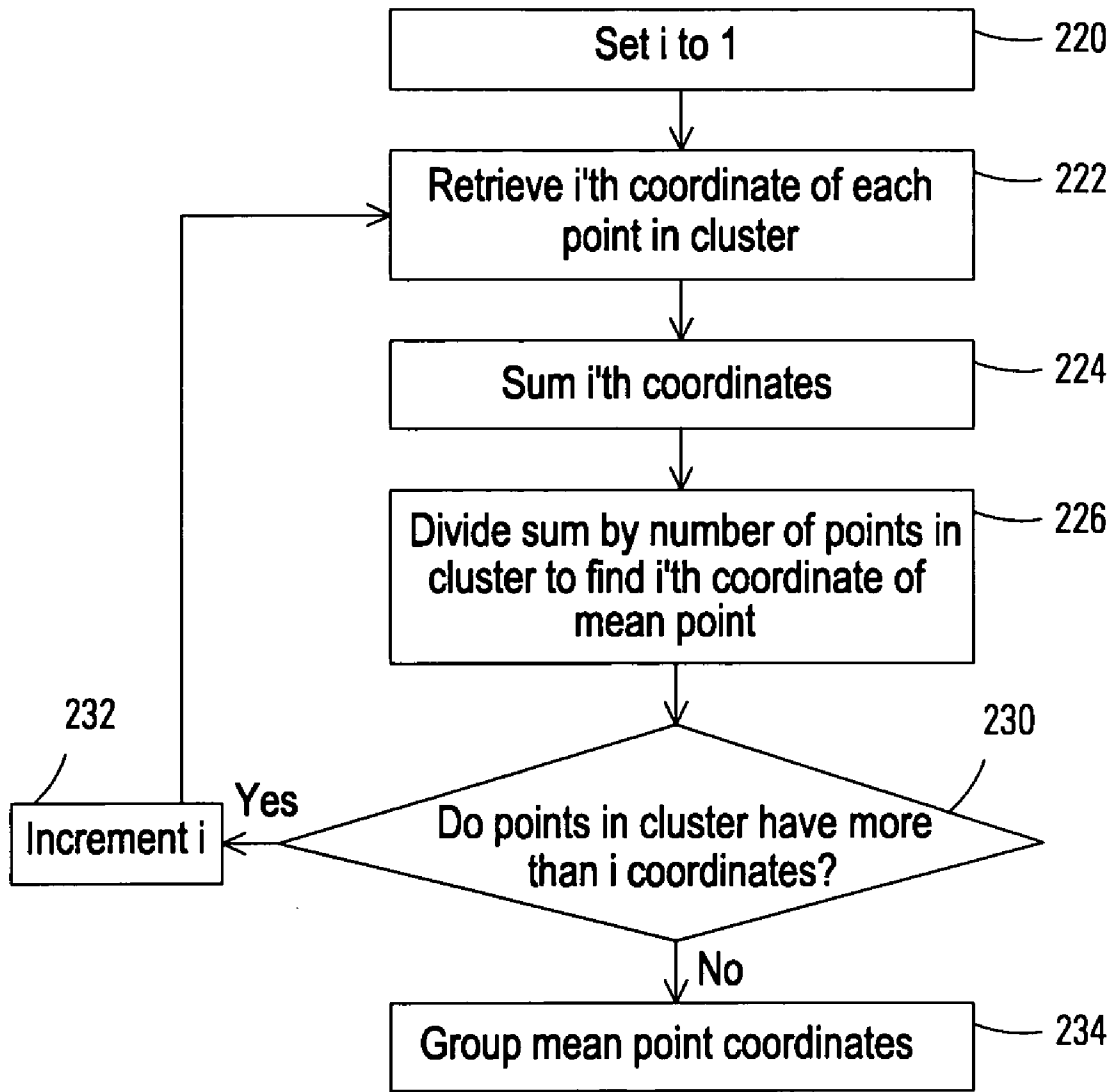 Set i to 1
220
Retrieve i'th coordinate of each
point in cluster
222
Sum i'th coordinates
224
Divide sum by number of points in
cluster to find i'th coordinate of
mean point
226
232
230
Yes
Increment i
Do points in cluster have more
than i coordinates?
No
Group mean point coordinates
234